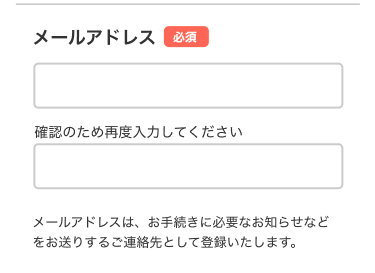 メールアドレス 必須
確認のため再度入力してください
メールアドレスは、お手続きに必要なお知らせなど
をお送りするご連絡先として登録いたします。